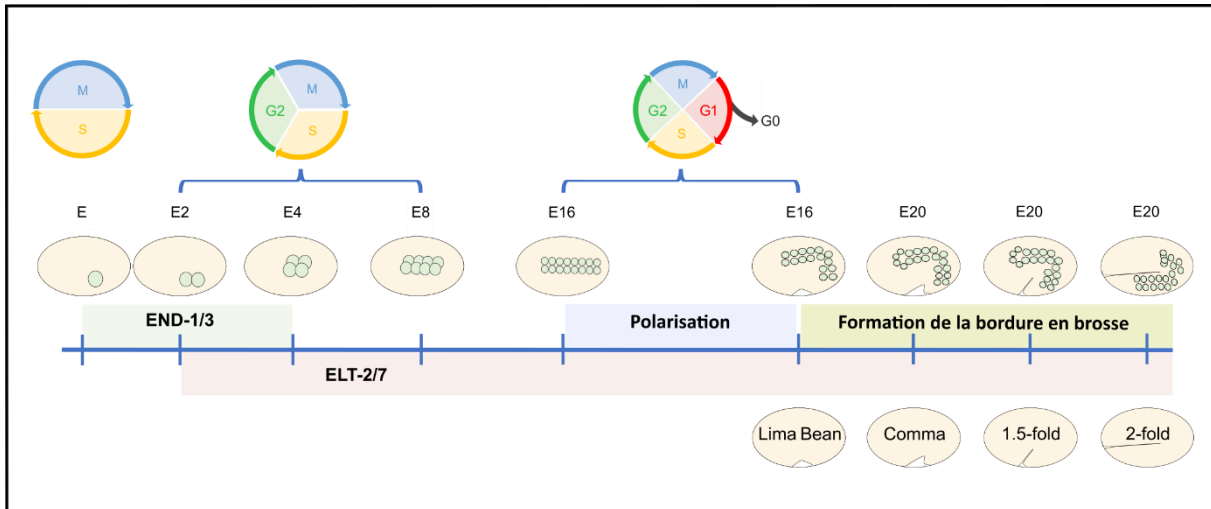 M
S
M
G2
S
M
G2
G1
S
G0
E
E2
E4
E8
E16
E16
E20
E20
E20
END-1/3
Polarisation
Formation de la bordure en brosse
ELT-2/7
Lima Bean
Comma
1.5-fold
2-fold